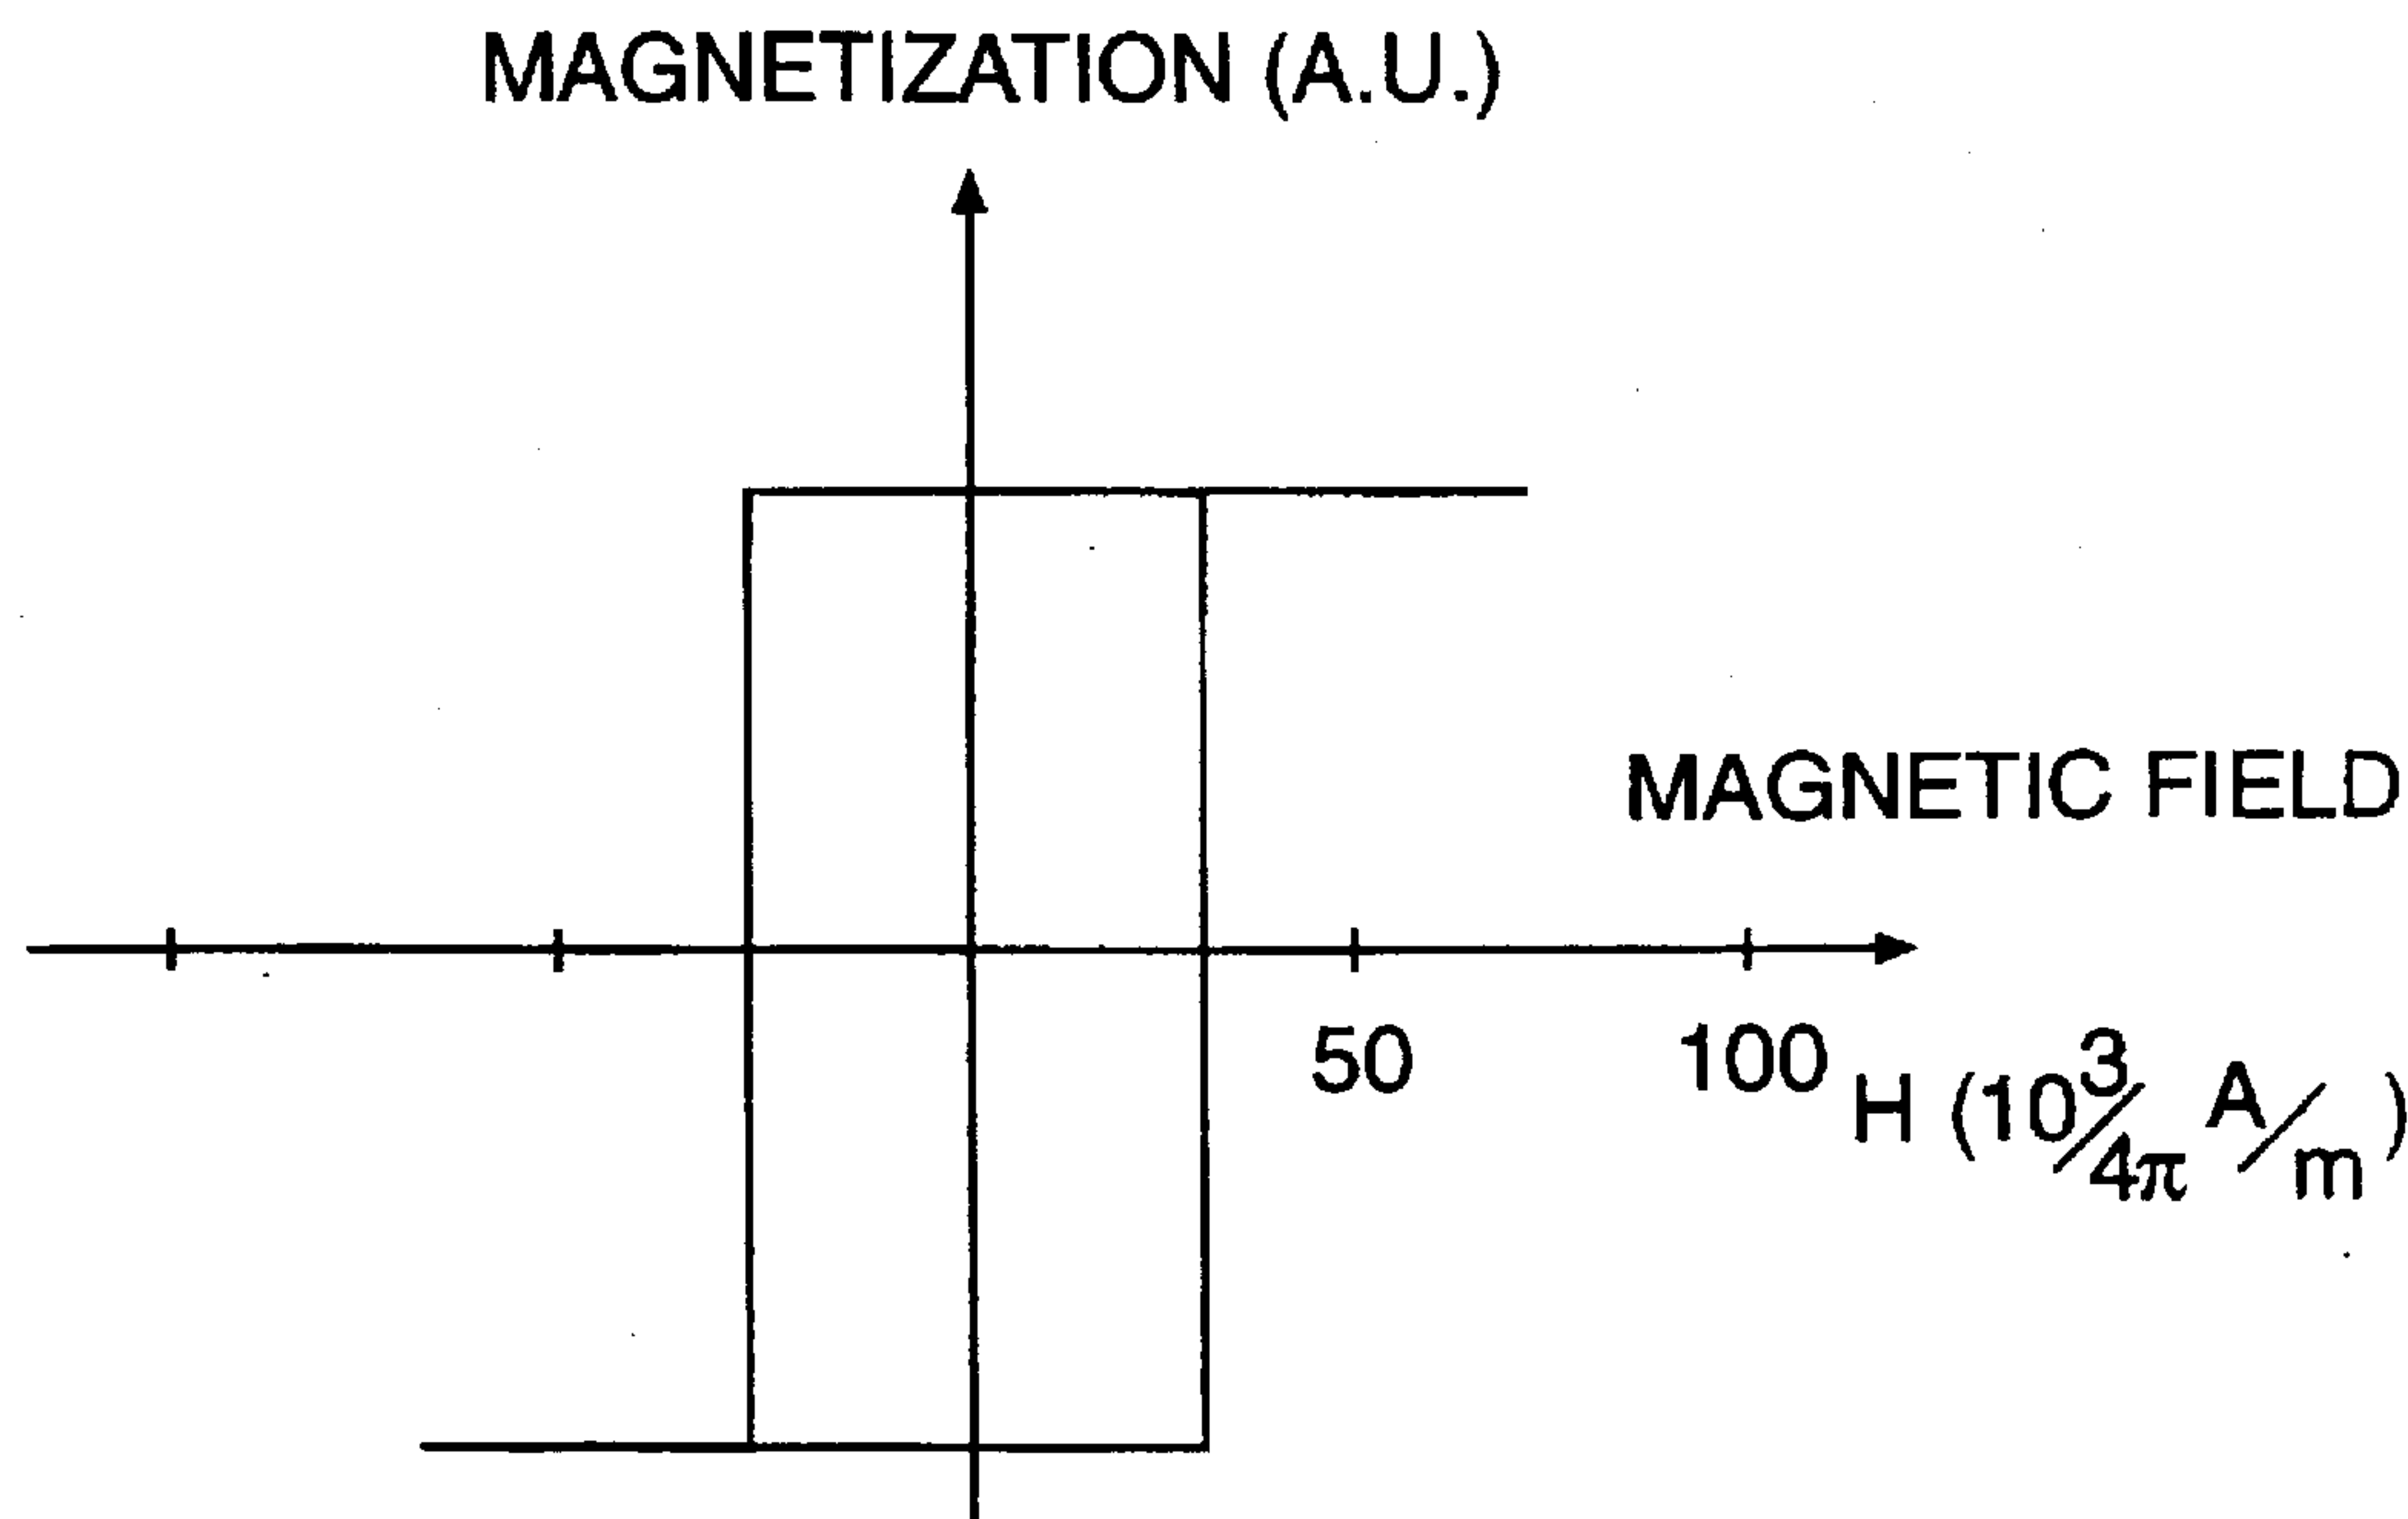 MAGNETIZATION (A.U.)
MAGNETIC FIELD
50
100
H (10³/4π A/m)